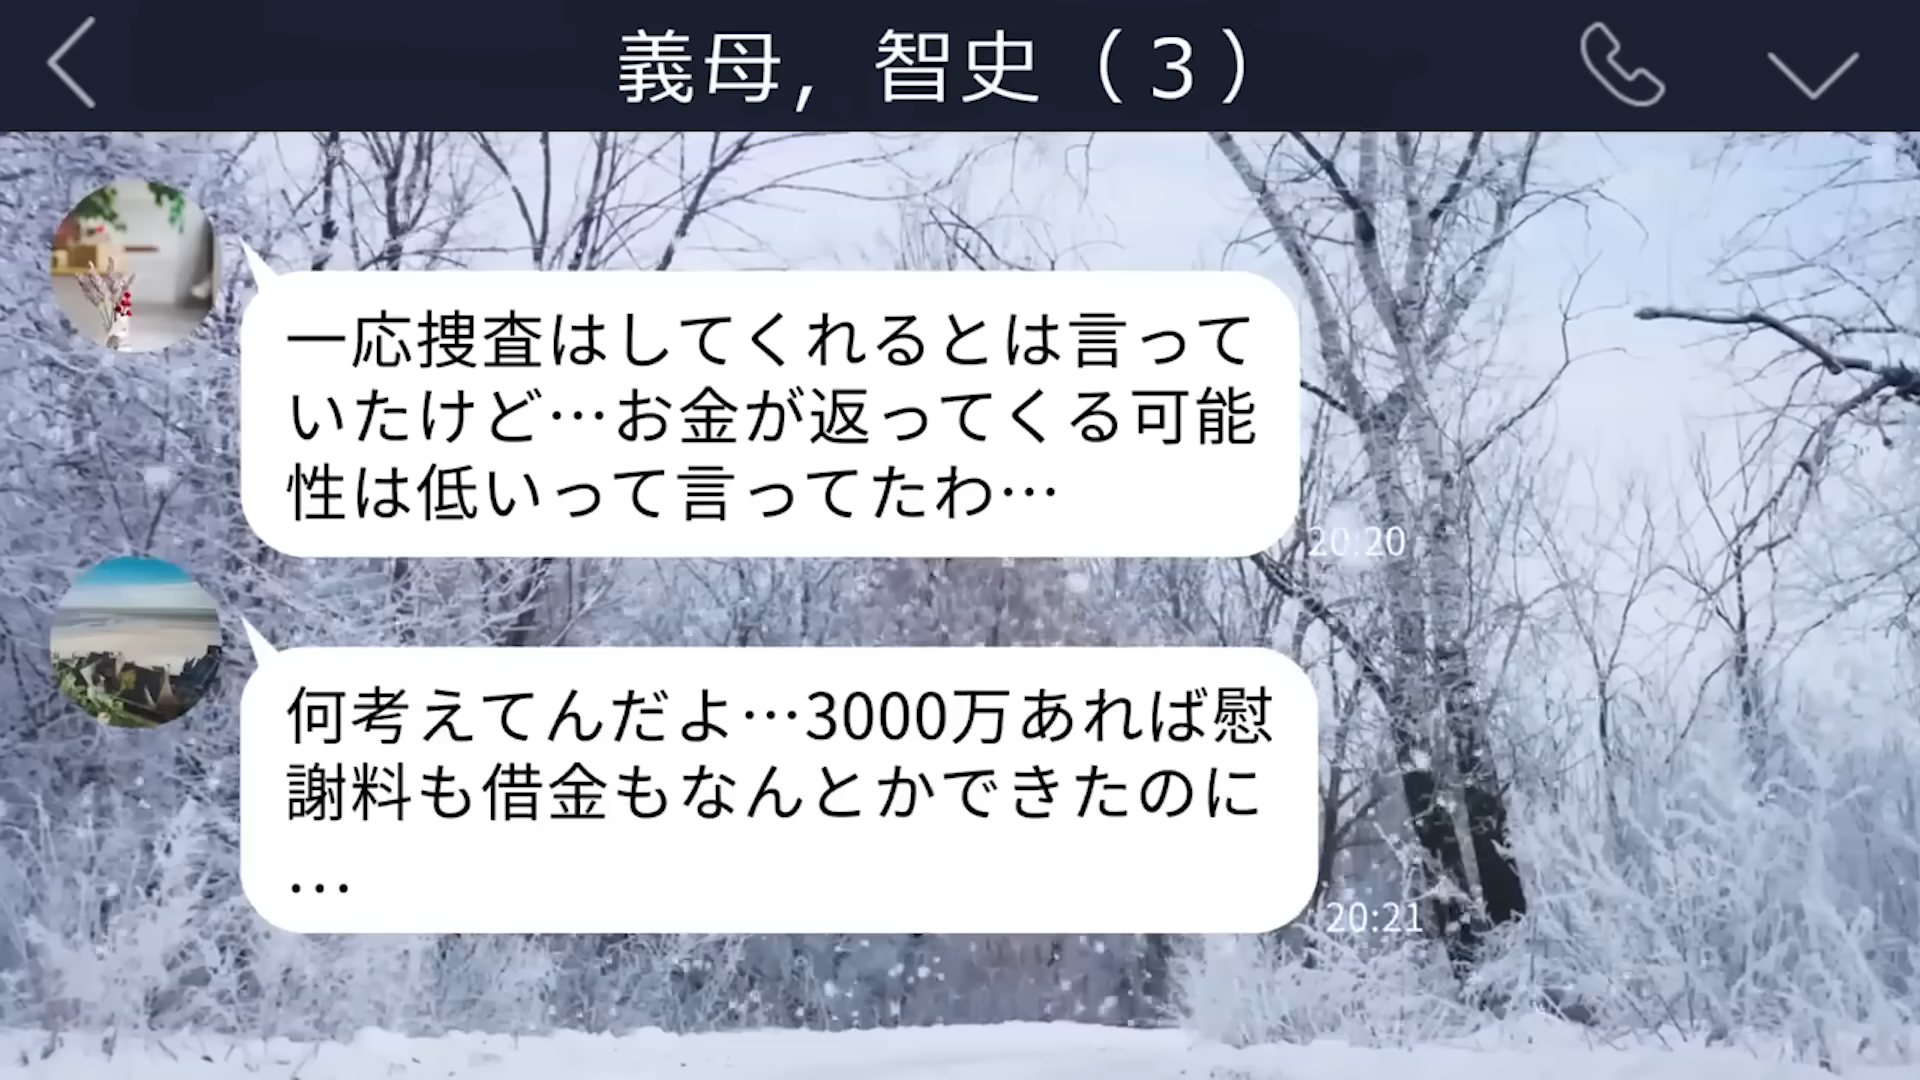 義母，智史（３）
一応捜査はしてくれるとは言って
いたけど…お金が返ってくる可能
性は低いって言ってたわ…
20:20
何考えてんだよ…3000万あれば慰
謝料も借金もなんとかできたのに
…
20:21